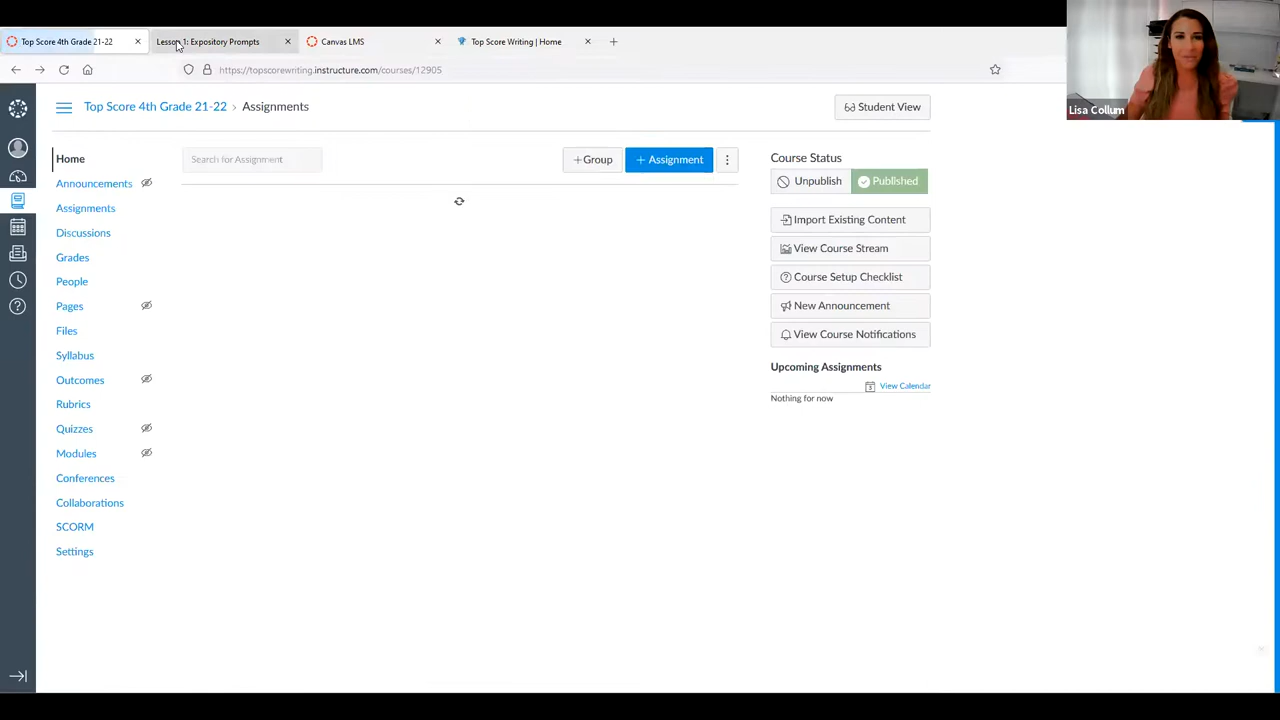 Top Score 4th Grade 21-22
Lesson 1: Expository Prompts
Canvas LMS
Top Score Writing | Home
https://topscorewriting.instructure.com/courses/12905
Lisa Collum
Top Score 4th Grade 21-22 › Assignments
Student View
Home
Announcements
Assignments
Discussions
Grades
People
Pages
Files
Syllabus
Outcomes
Rubrics
Quizzes
Modules
Conferences
Collaborations
SCORM
Settings
Search for Assignment
+ Group
+ Assignment
Course Status
Unpublish
Published
Import Existing Content
View Course Stream
Course Setup Checklist
New Announcement
View Course Notifications
Upcoming Assignments
View Calendar
Nothing for now